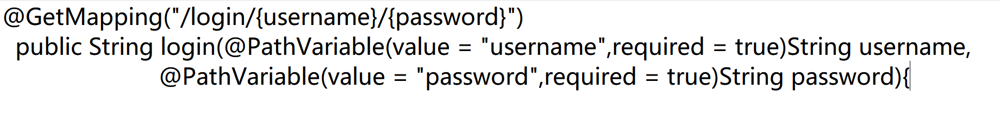 @GetMapping("/login/{username}/{password}")
public String login(@PathVariable(value = "username",required = true)String username,
@PathVariable(value = "password",required = true)String password){